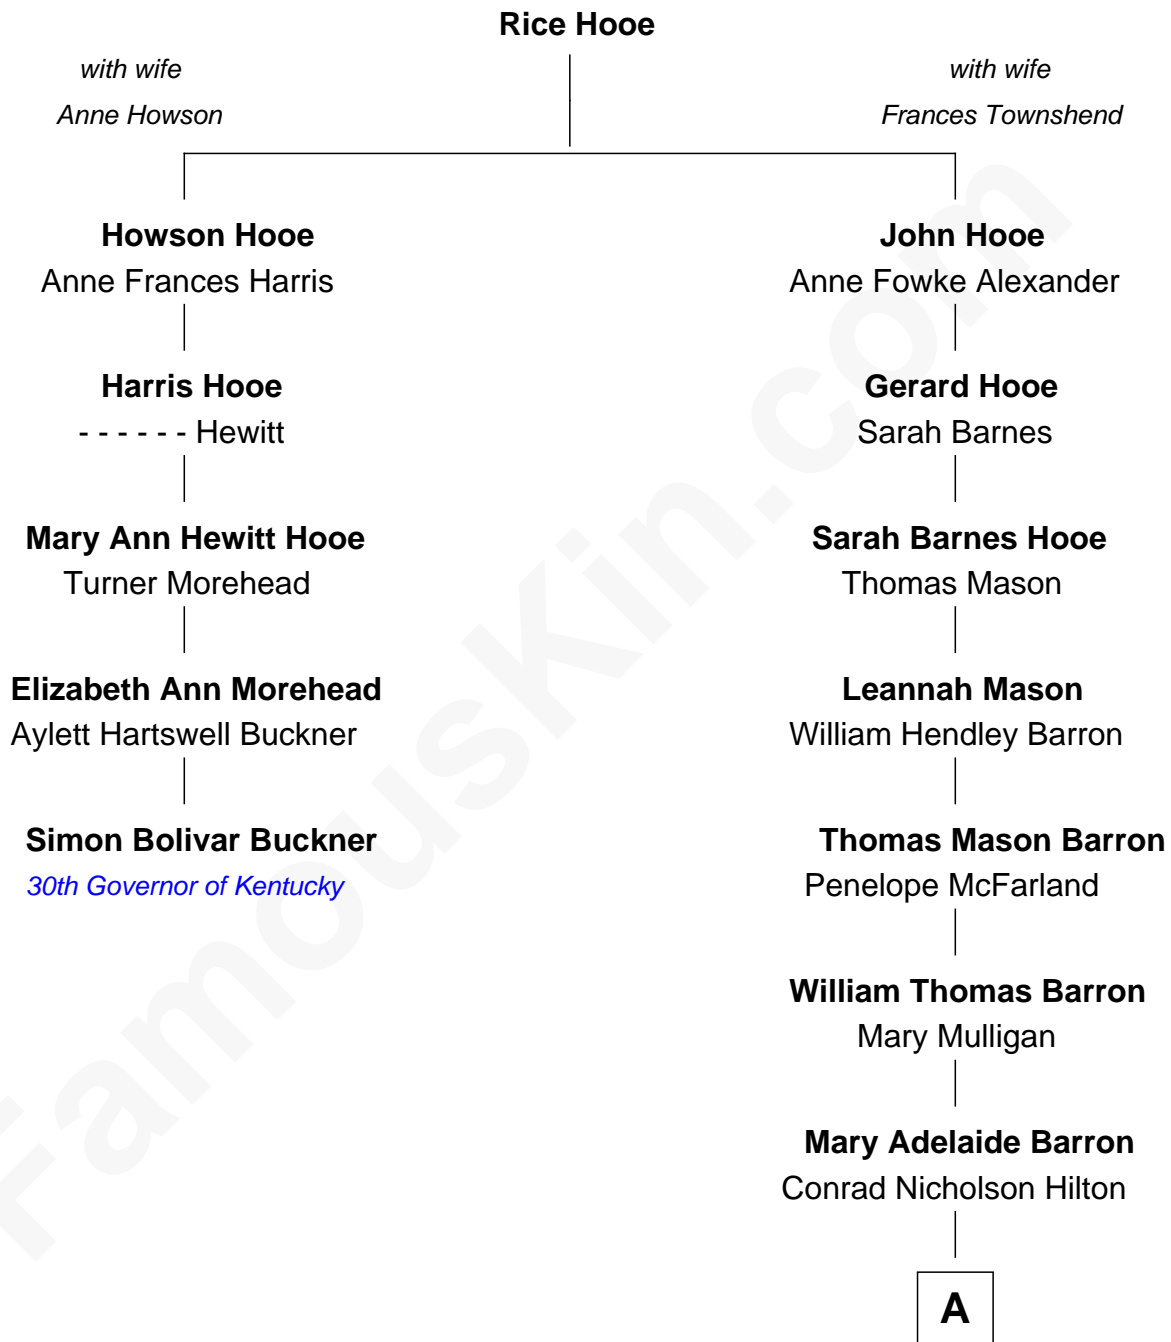 Rice Hooe
with wife
Anne Howson
with wife
Frances Townshend
Howson Hooe
Anne Frances Harris
John Hooe
Anne Fowke Alexander
Harris Hooe
- - - - - - Hewitt
Gerard Hooe
Sarah Barnes
Mary Ann Hewitt Hooe
Turner Morehead
Sarah Barnes Hooe
Thomas Mason
Elizabeth Ann Morehead
Aylett Hartswell Buckner
Leannah Mason
William Hendley Barron
Simon Bolivar Buckner
30th Governor of Kentucky
Thomas Mason Barron
Penelope McFarland
William Thomas Barron
Mary Mulligan
Mary Adelaide Barron
Conrad Nicholson Hilton
A
FamousKin.com